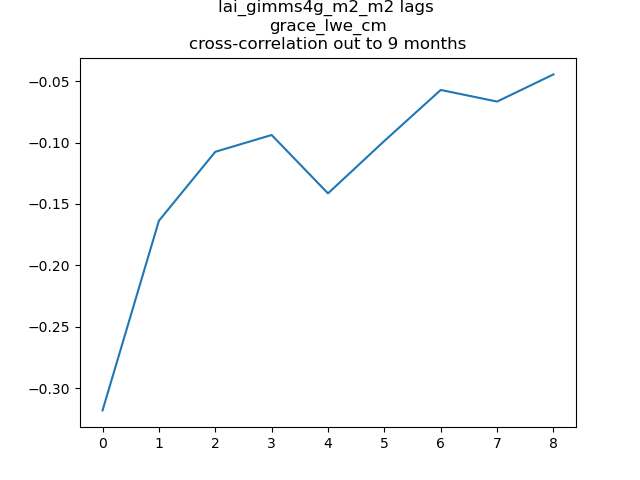 lai_gimms4g_m2_m2 lags
grace_lwe_cm
cross-correlation out to 9 months
−0.05
−0.10
−0.15
−0.20
−0.25
−0.30
0 1 2 3 4 5 6 7 8